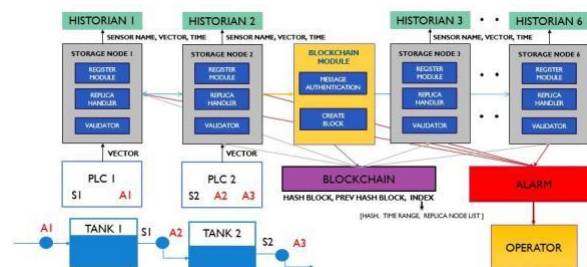 HISTORIAN 1
HISTORIAN 2
HISTORIAN 3
HISTORIAN 6
SENSOR NAME, VECTOR, TIME
SENSOR NAME, VECTOR, TIME
SENSOR NAME, VECTOR, TIME
STORAGE NODE 1
REGISTER
MODULE
REPLICA
HANDLER
VALIDATOR
STORAGE NODE 2
REGISTER
MODULE
REPLICA
HANDLER
VALIDATOR
BLOCKCHAIN
MODULE
MESSAGE
AUTHENTICATION
CREATE
BLOCK
STORAGE NODE 3
REGISTER
MODULE
REPLICA
HANDLER
VALIDATOR
STORAGE NODE 6
REGISTER
MODULE
REPLICA
HANDLER
VALIDATOR
VECTOR
VECTOR
PLC 1
S1 A1
PLC 2
S2 A2 A3
BLOCKCHAIN
HASH BLOCK, PREV HASH BLOCK, INDEX
[HASH, TIME RANGE, REPLICA NODE LIST ]
ALARM
OPERATOR
A1
TANK 1
S1
A2
TANK 2
S2
A3